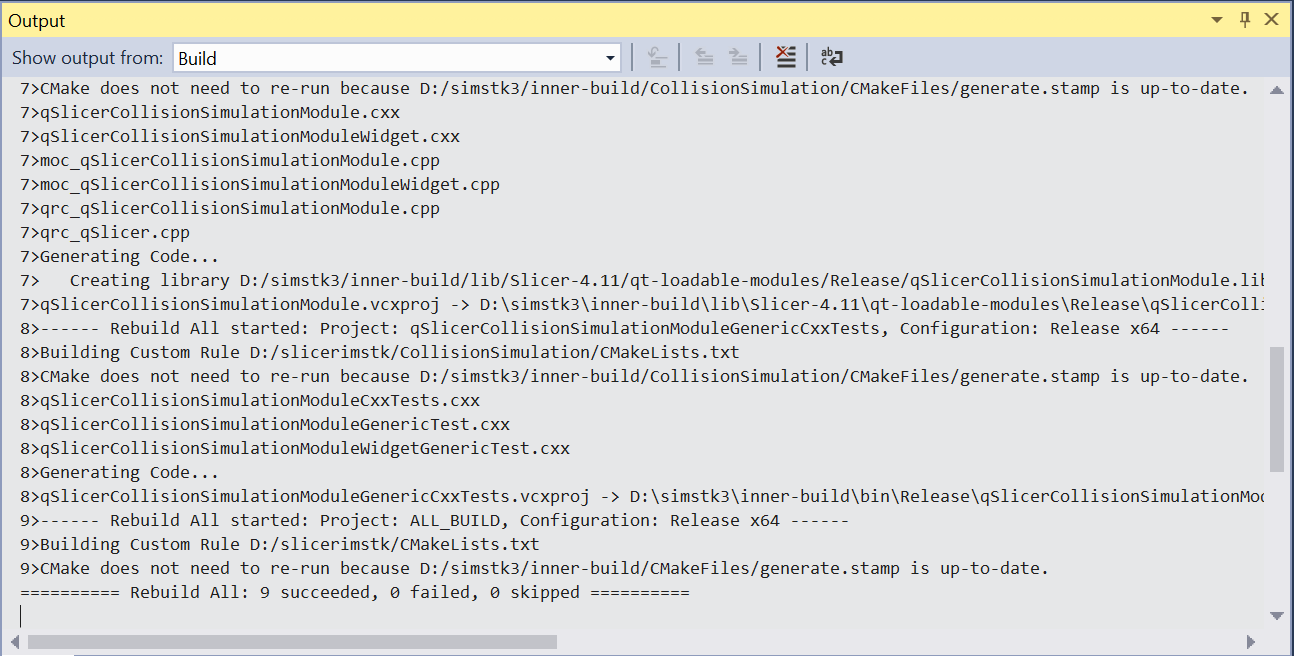 Output
Show output from: Build
7>CMake does not need to re-run because D:/simstk3/inner-build/CollisionSimulation/CMakeFiles/generate.stamp is up-to-date.
7>qSlicerCollisionSimulationModule.cxx
7>qSlicerCollisionSimulationModuleWidget.cxx
7>moc_qSlicerCollisionSimulationModule.cpp
7>moc_qSlicerCollisionSimulationModuleWidget.cpp
7>qrc_qSlicerCollisionSimulationModule.cpp
7>qrc_qSlicer.cpp
7>Generating Code...
7>   Creating library D:/simstk3/inner-build/lib/Slicer-4.11/qt-loadable-modules/Release/qSlicerCollisionSimulationModule.lib
7>qSlicerCollisionSimulationModule.vcxproj -> D:\simstk3\inner-build\lib\Slicer-4.11\qt-loadable-modules\Release\qSlicerColli
8>------ Rebuild All started: Project: qSlicerCollisionSimulationModuleGenericCxxTests, Configuration: Release x64 ------
8>Building Custom Rule D:/slicerimstk/CollisionSimulation/CMakeLists.txt
8>CMake does not need to re-run because D:/simstk3/inner-build/CollisionSimulation/CMakeFiles/generate.stamp is up-to-date.
8>qSlicerCollisionSimulationModuleCxxTests.cxx
8>qSlicerCollisionSimulationModuleGenericTest.cxx
8>qSlicerCollisionSimulationModuleWidgetGenericTest.cxx
8>Generating Code...
8>qSlicerCollisionSimulationModuleGenericCxxTests.vcxproj -> D:\simstk3\inner-build\bin\Release\qSlicerCollisionSimulationMod
9>------ Rebuild All started: Project: ALL_BUILD, Configuration: Release x64 ------
9>Building Custom Rule D:/slicerimstk/CMakeLists.txt
9>CMake does not need to re-run because D:/simstk3/inner-build/CMakeFiles/generate.stamp is up-to-date.
========== Rebuild All: 9 succeeded, 0 failed, 0 skipped ==========